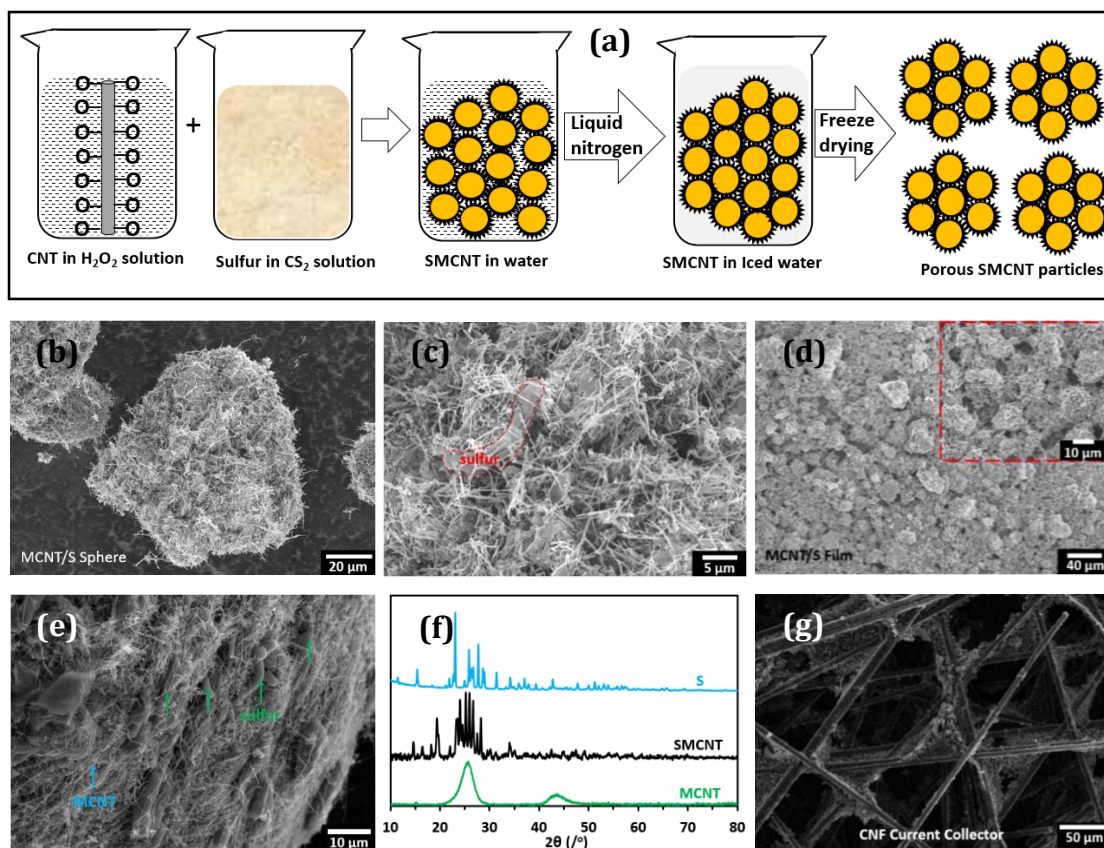 (a)
O O
O O
O O
O O
O O
O O
O O
+
Liquid
nitrogen
Freeze
drying
CNT in H₂O₂ solution
Sulfur in CS₂ solution
SMCNT in water
SMCNT in Iced water
Porous SMCNT particles
(b)
MCNT/S Sphere
20 µm
(c)
sulfur
5 µm
(d)
10 µm
MCNT/S Film
40 µm
(e)
sulfur
MCNT
10 µm
(f)
S
SMCNT
MCNT
10 20 30 40 50 60 70 80
2θ (/°)
(g)
CNF Current Collector
50 µm